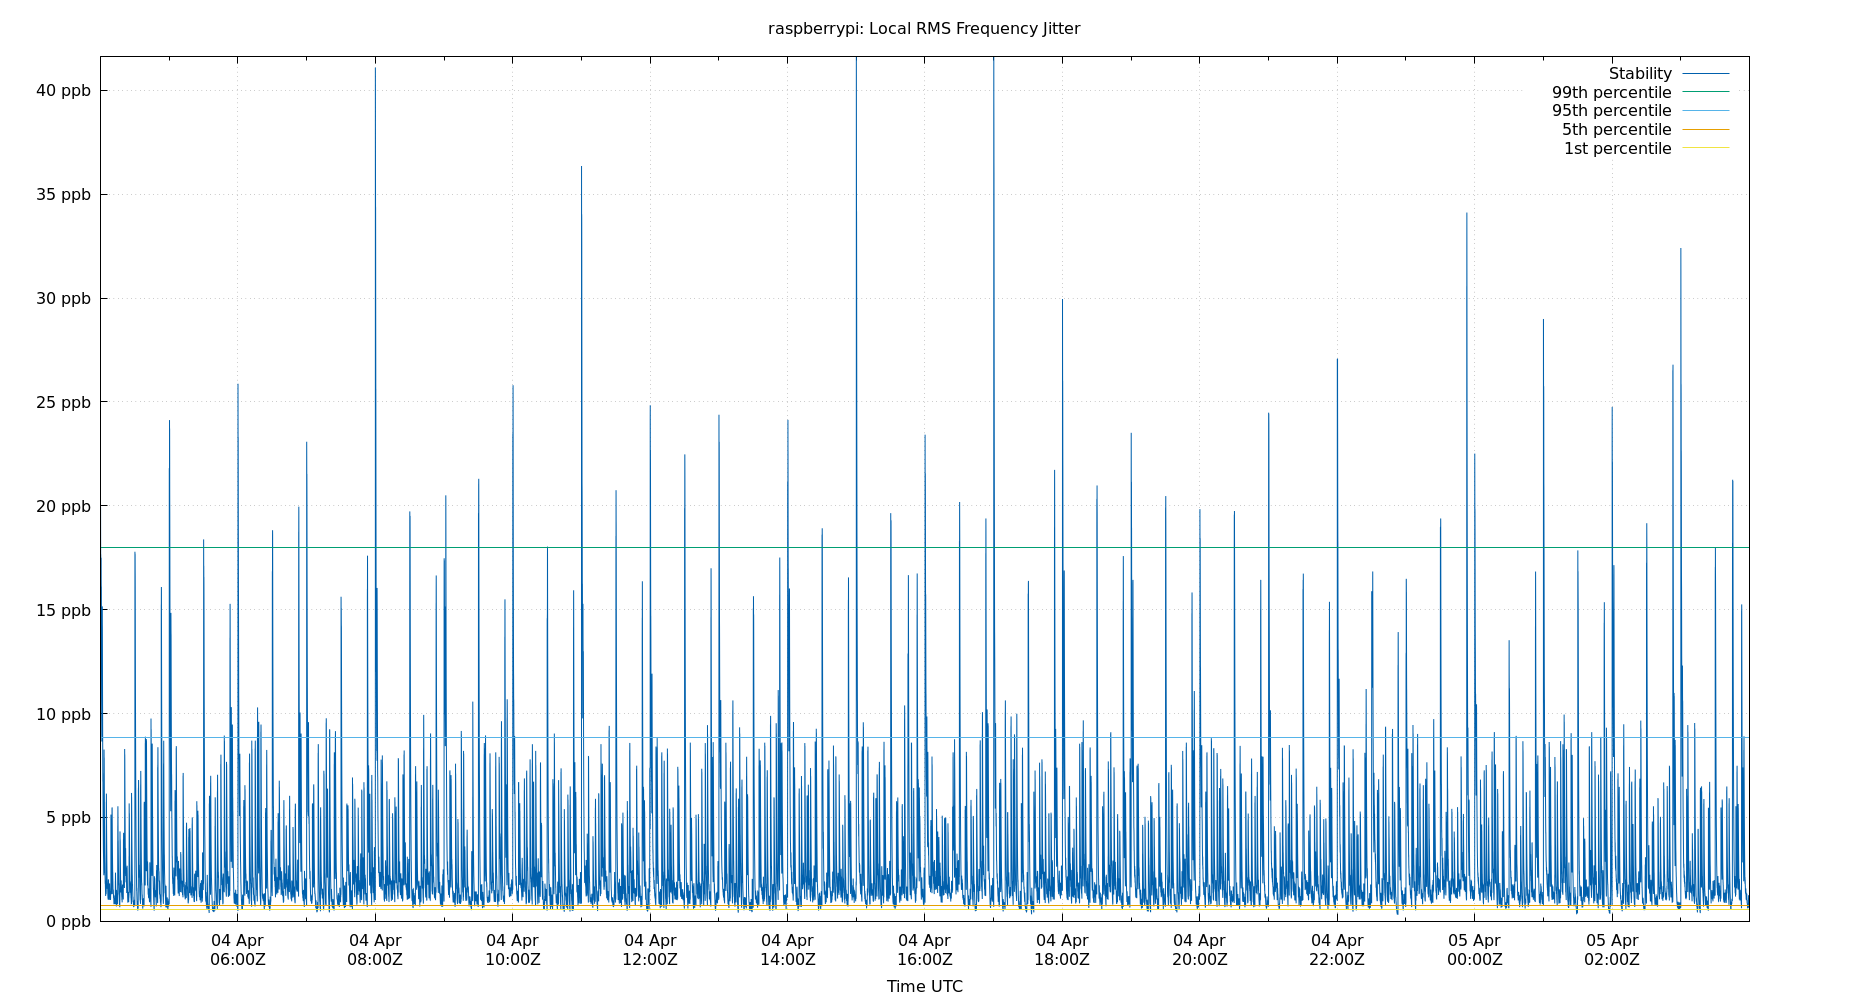 raspberrypi: Local RMS Frequency Jitter
Stability
99th percentile
95th percentile
5th percentile
1st percentile
40 ppb
35 ppb
30 ppb
25 ppb
20 ppb
15 ppb
10 ppb
5 ppb
0 ppb
04 Apr 04 Apr 04 Apr 04 Apr 04 Apr 04 Apr 04 Apr 04 Apr 04 Apr 05 Apr 05 Apr
06:00Z 08:00Z 10:00Z 12:00Z 14:00Z 16:00Z 18:00Z 20:00Z 22:00Z 00:00Z 02:00Z
Time UTC